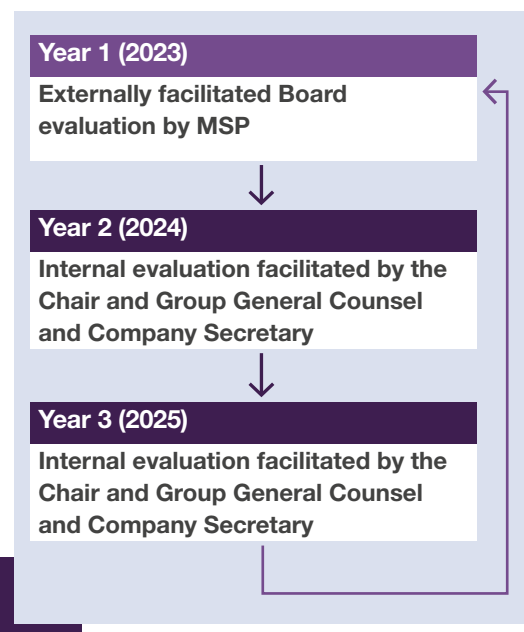 Year 1 (2023)
Externally facilitated Board
evaluation by MSP
Year 2 (2024)
Internal evaluation facilitated by the
Chair and Group General Counsel
and Company Secretary
Year 3 (2025)
Internal evaluation facilitated by the
Chair and Group General Counsel
and Company Secretary